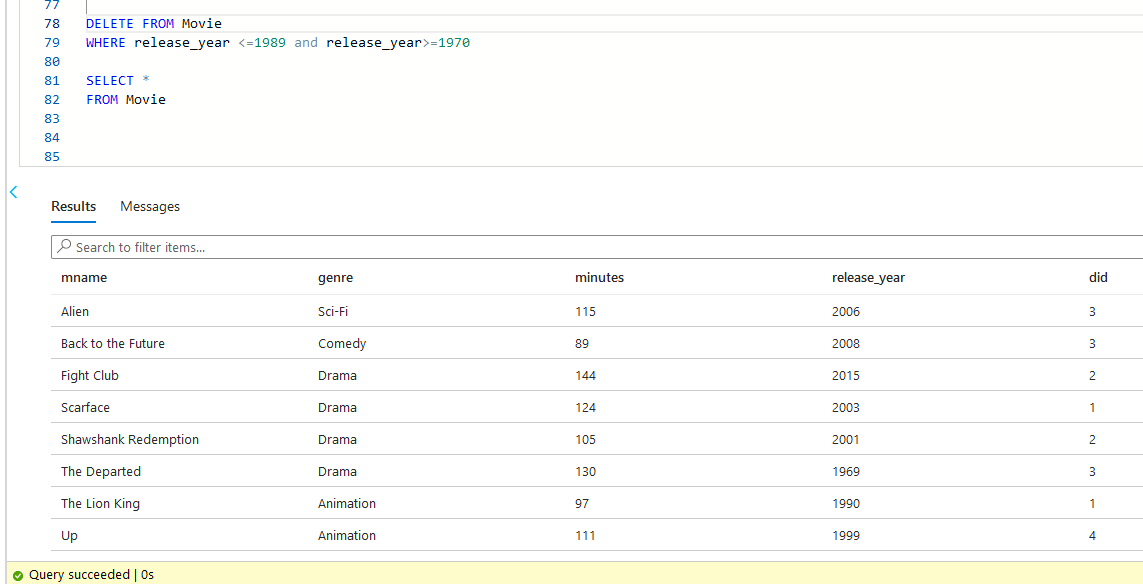 77
78 DELETE FROM Movie
79 WHERE release_year <=1989 and release_year>=1970
80
81 SELECT *
82 FROM Movie
83
84
85
Results Messages
Search to filter items...
mname genre minutes release_year did
Alien Sci-Fi 115 2006 3
Back to the Future Comedy 89 2008 3
Fight Club Drama 144 2015 2
Scarface Drama 124 2003 1
Shawshank Redemption Drama 105 2001 2
The Departed Drama 130 1969 3
The Lion King Animation 97 1990 1
Up Animation 111 1999 4
Query succeeded | 0s